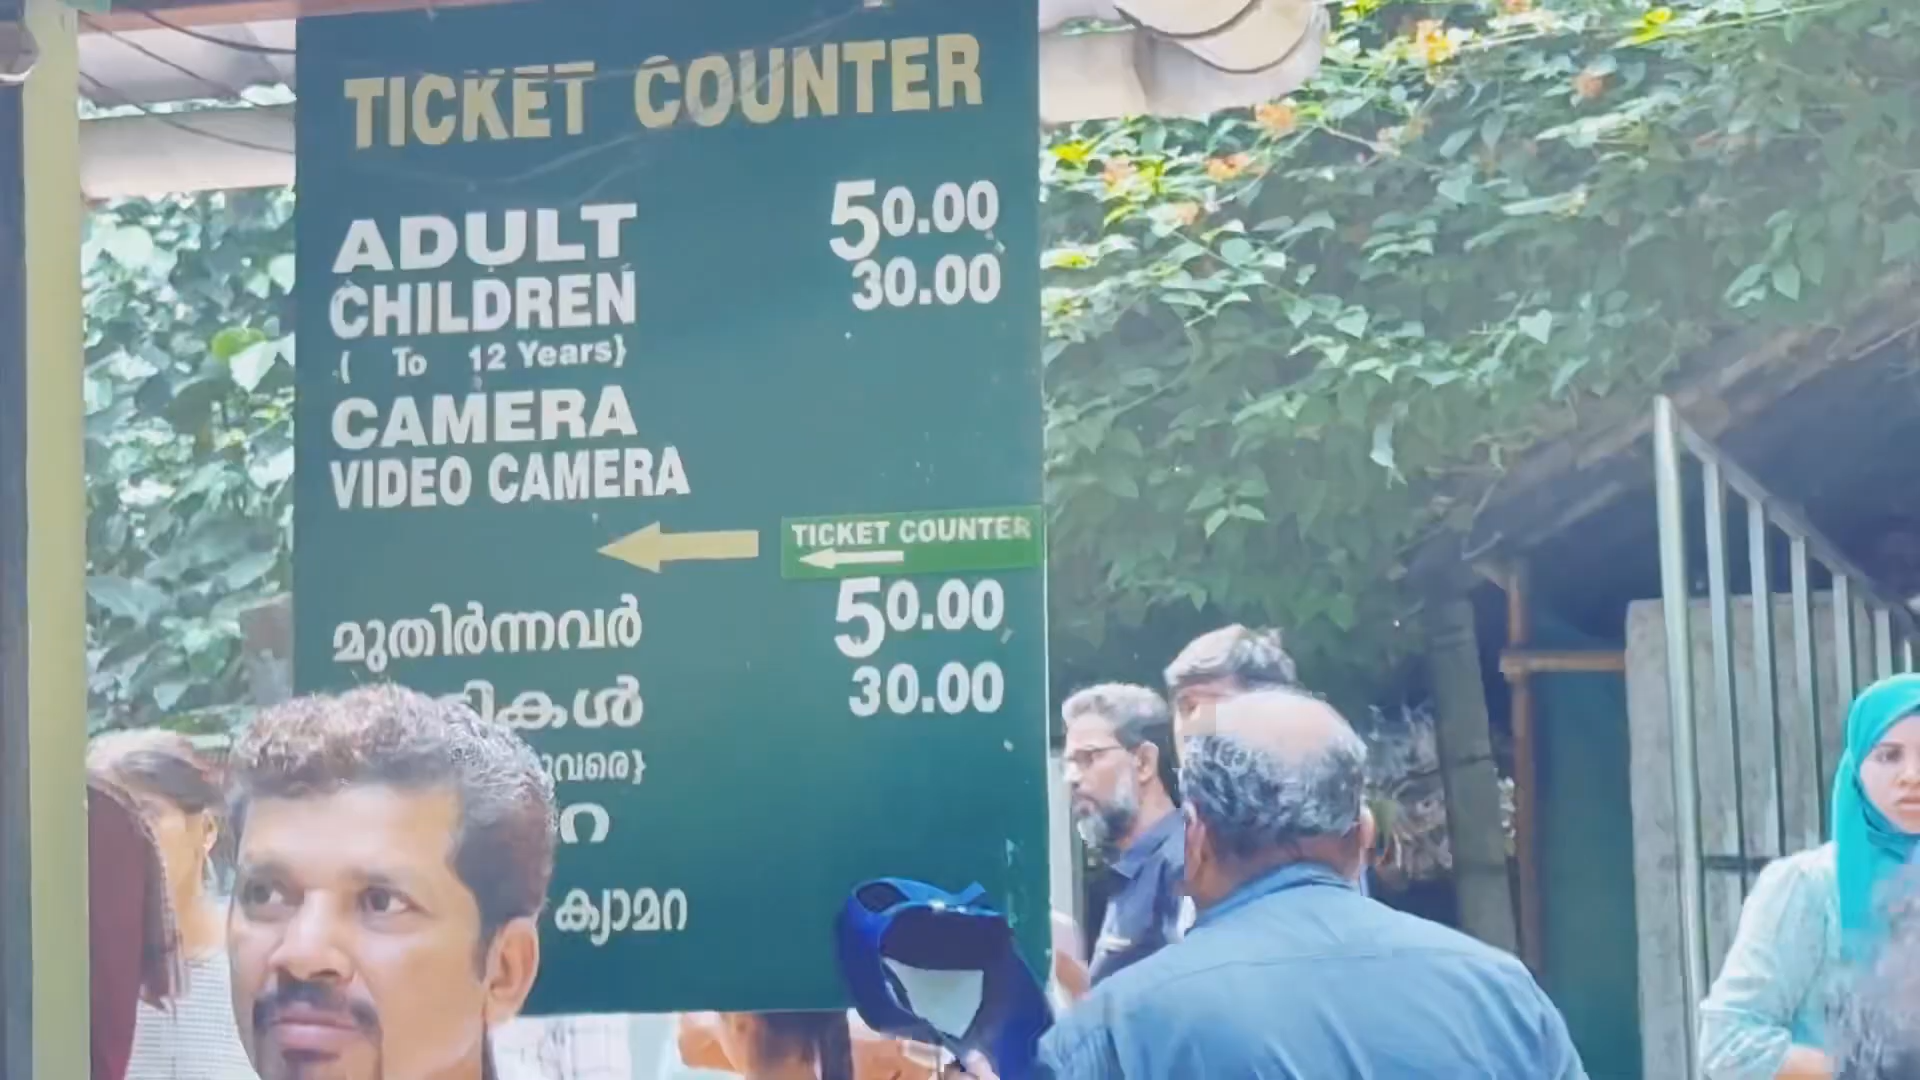 TICKET COUNTER
ADULT 50.00
CHILDREN 30.00
{ To 12 Years}
CAMERA
VIDEO CAMERA
TICKET COUNTER
മുതിർന്നവർ 50.00
30.00
ക്യാമറ